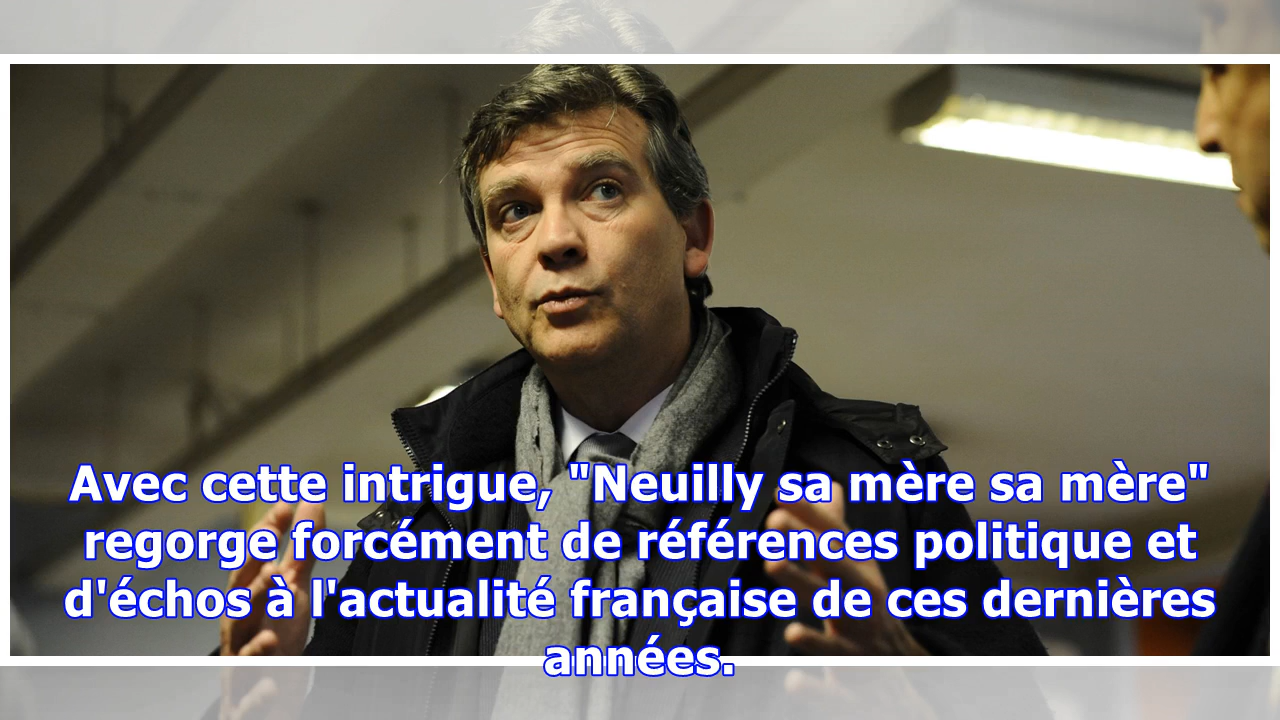 Avec cette intrigue, "Neuilly sa mère sa mère"
regorge forcément de références politique et
d'échos à l'actualité française de ces dernières
années.